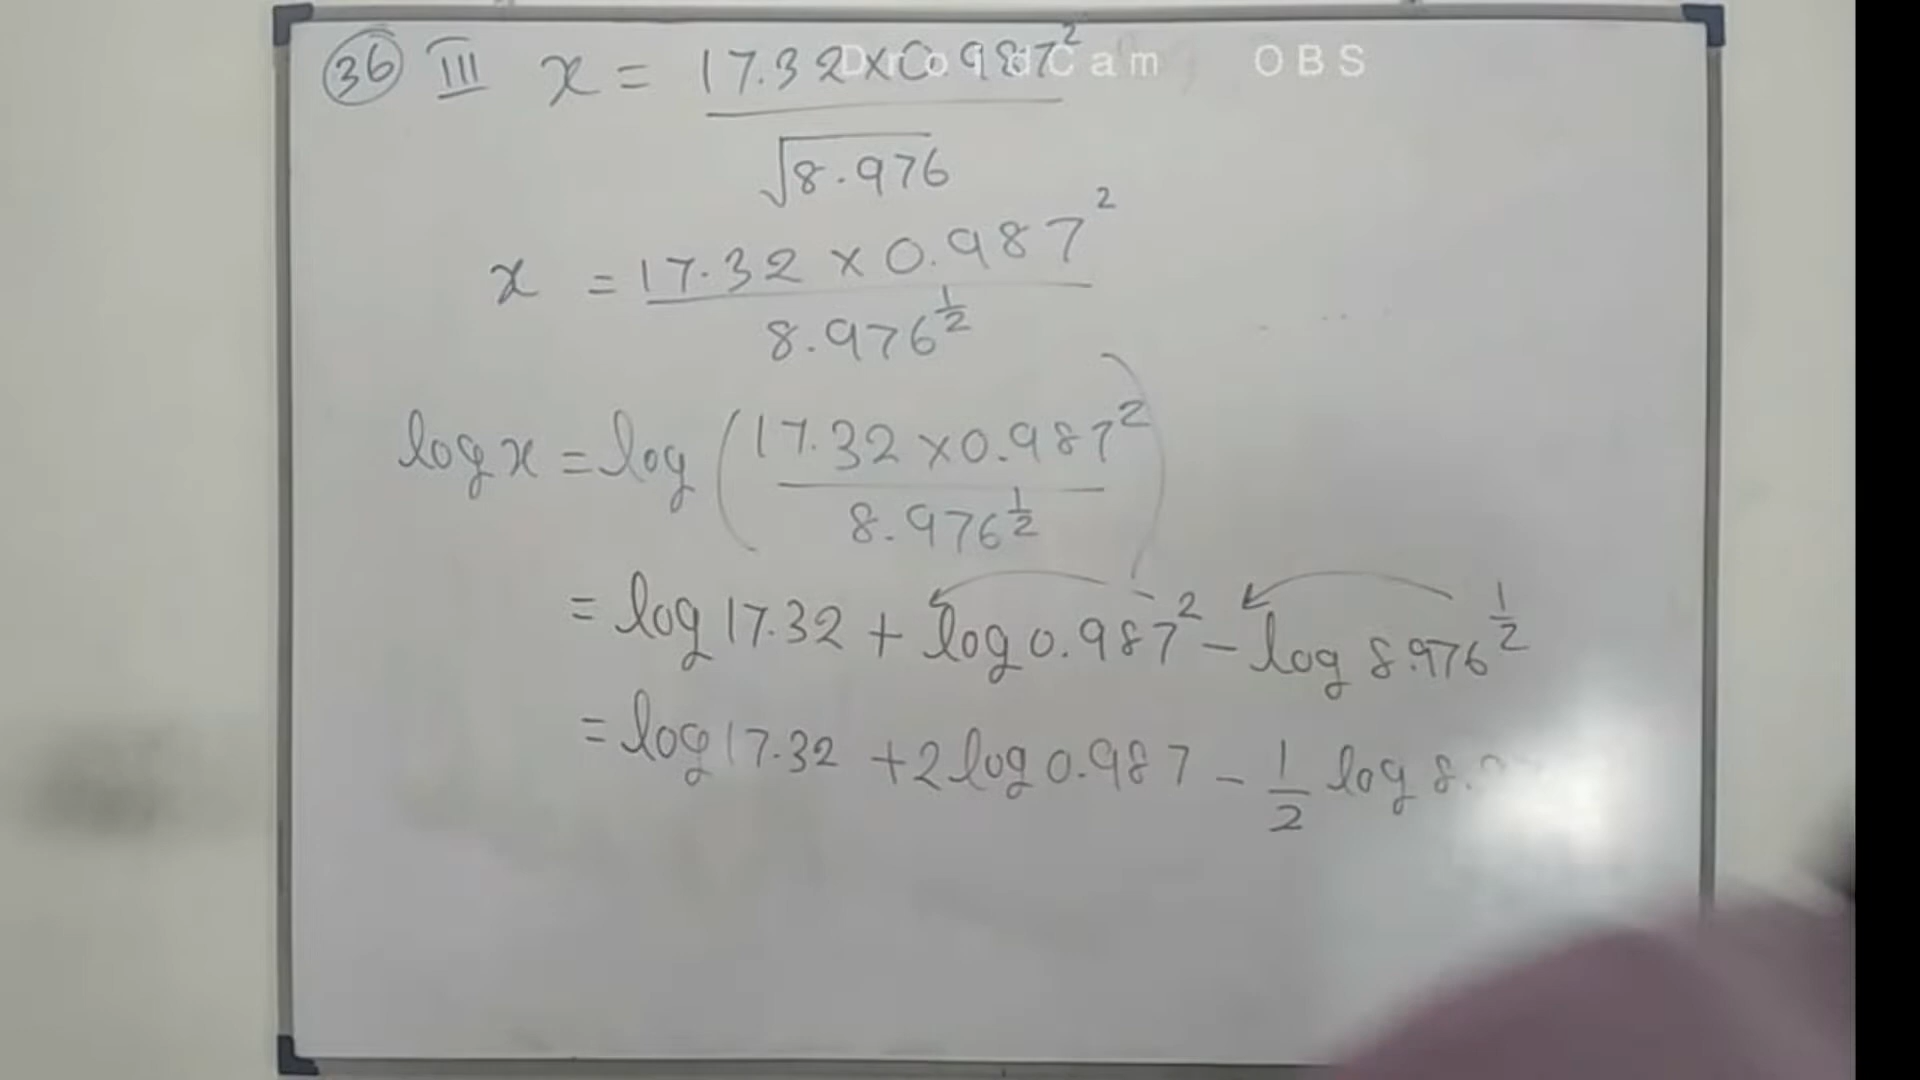 36 III x = 17.32 × 0.987²
DroidCam OBS
√8.976
x = 17.32 × 0.987²
8.976^1/2
log x = log (17.32 × 0.987²
8.976^1/2)
= log 17.32 + log 0.987² - log 8.976^1/2
= log 17.32 + 2 log 0.987 - 1/2 log 8.